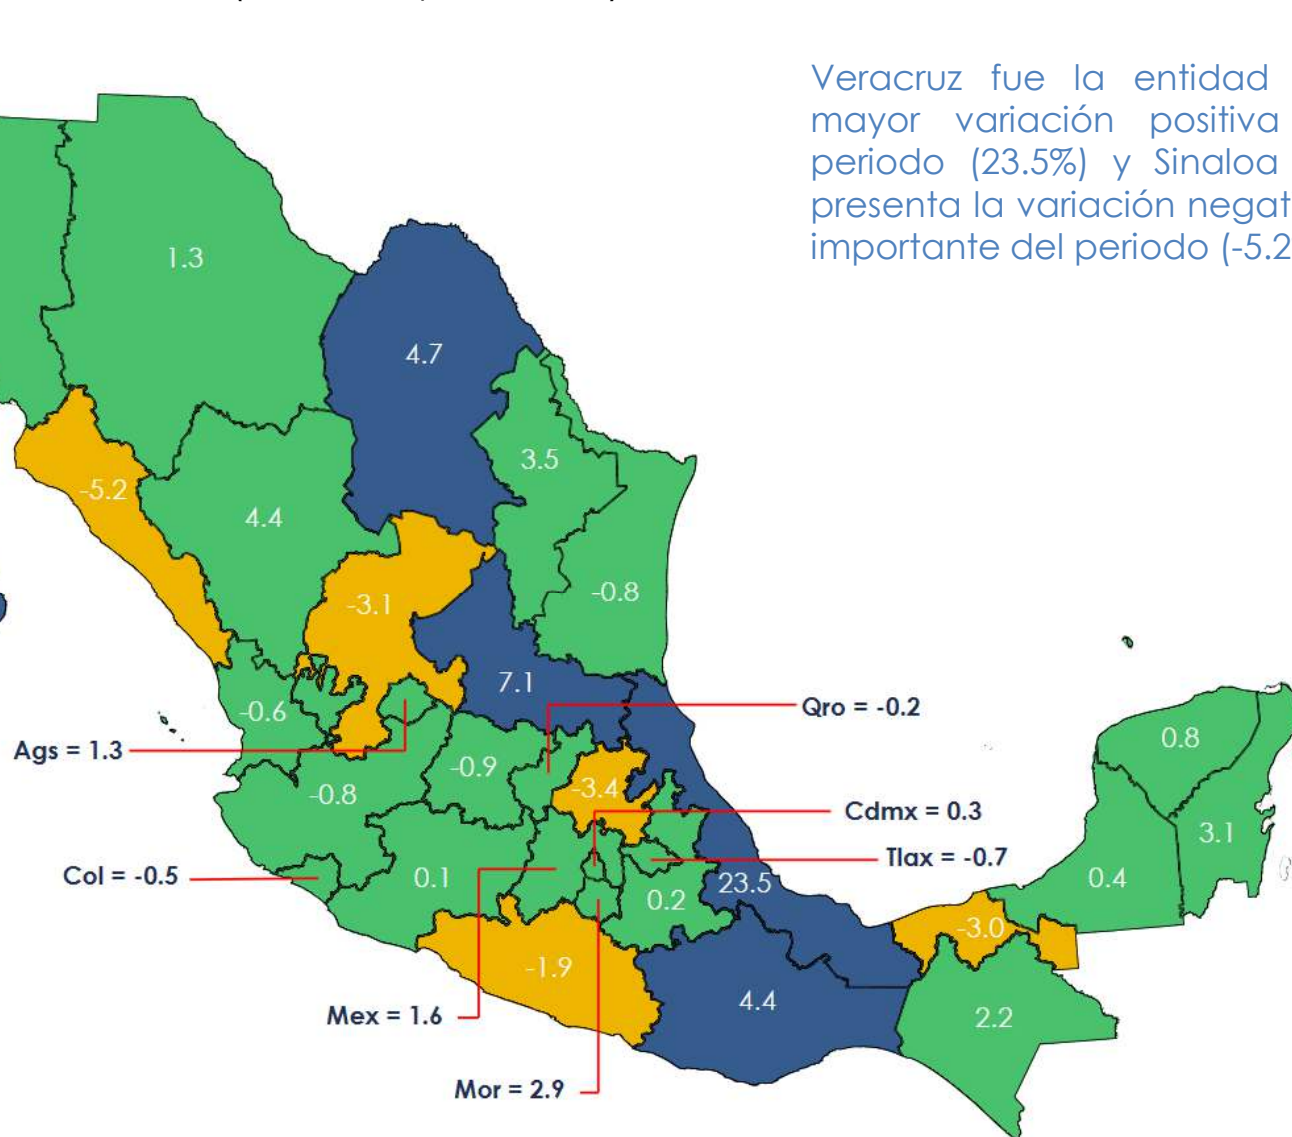 Veracruz fue la entidad
mayor variación positiva
periodo (23.5%) y Sinaloa
presenta la variación negat
importante del periodo (-5.2
1.3
4.7
3.5
-5.2
4.4
-0.8
-3.1
7.1
-0.6
Qro = -0.2
0.8
Ags = 1.3
-0.9
-0.8
-3.4
Cdmx = 0.3
3.1
Tlax = -0.7
Col = -0.5
0.1
23.5
0.4
0.2
-3.0
-1.9
4.4
Mex = 1.6
2.2
Mor = 2.9